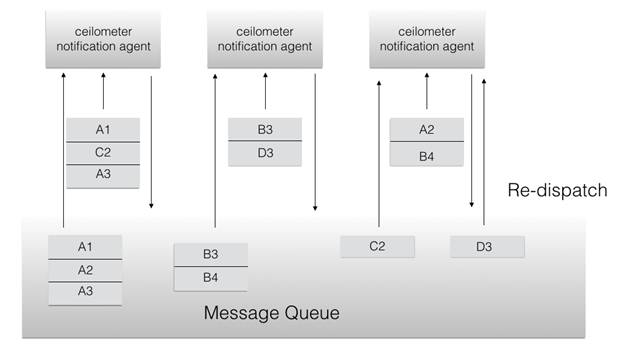 ceilometer
notification agent
ceilometer
notification agent
ceilometer
notification agent
A1
C2
A3
B3
D3
A2
B4
Re-dispatch
A1
A2
A3
B3
B4
C2
D3
Message Queue